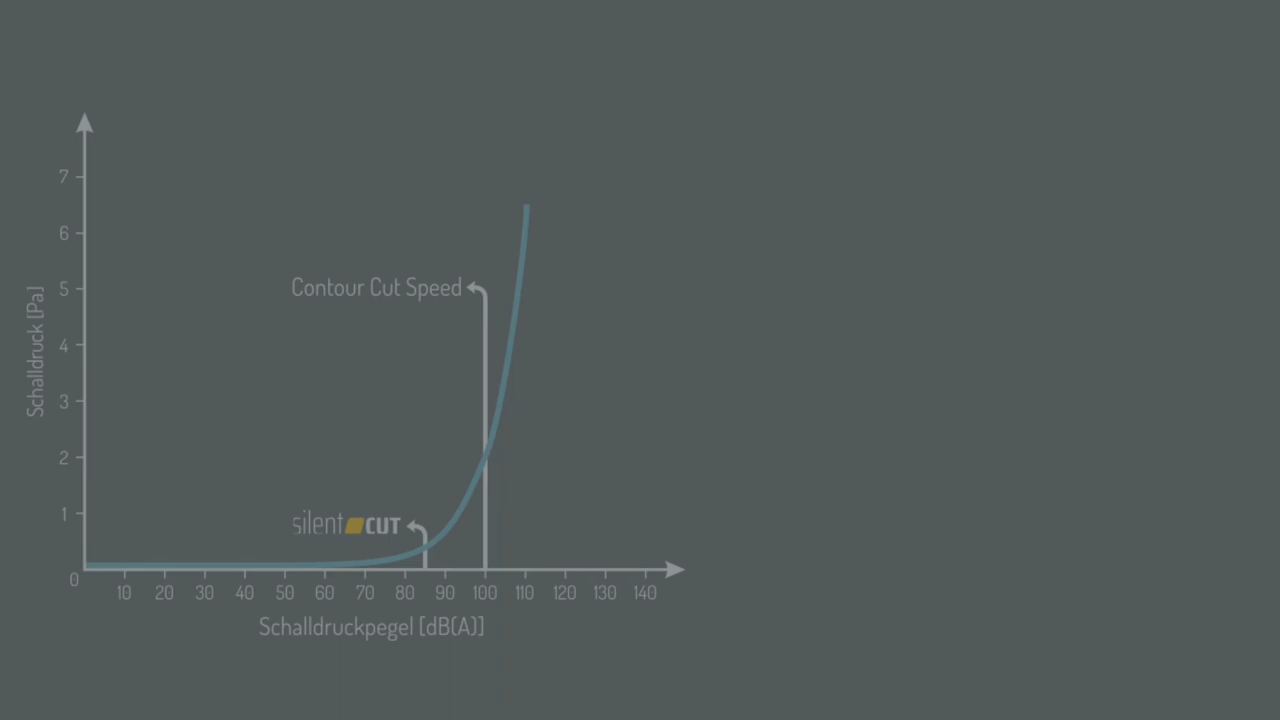 7
6
5
4
3
2
1
0
Schalldruck [Pa]
Contour Cut Speed
silent CUT
10 20 30 40 50 60 70 80 90 100 110 120 130 140
Schalldruckpegel [dB(A)]